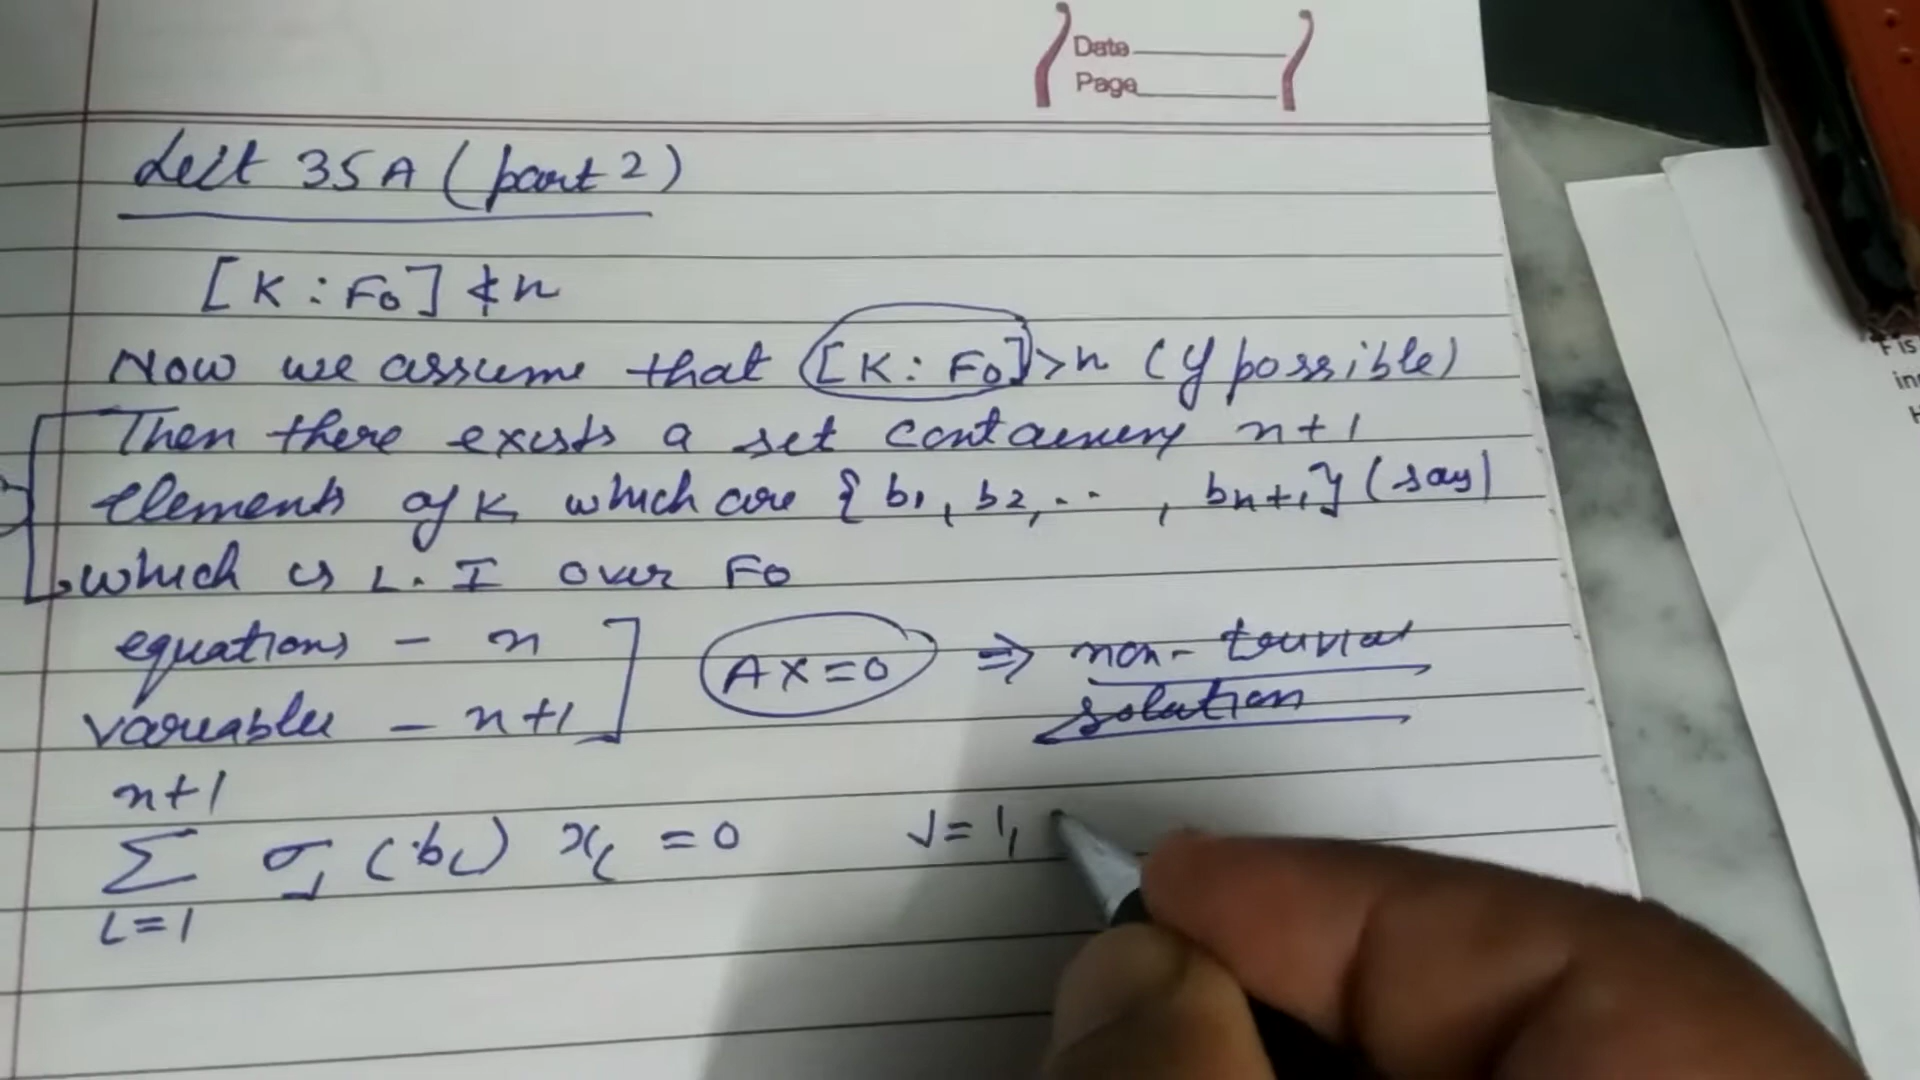 Date
Page
Lect 35A (part 2)
[K : F0] ≮ n
Now we assume that [K : F0] > n (if possible)
Then there exists a set containing n+1
elements of K which are { b1, b2, .. , bn+1 } (say)
which is L.I over F0
equations - n
variables - n+1
AX=0 ⇒ non-trivial
solution
n+1
∑ σj (bi) xi = 0 j = 1,
i=1
F is